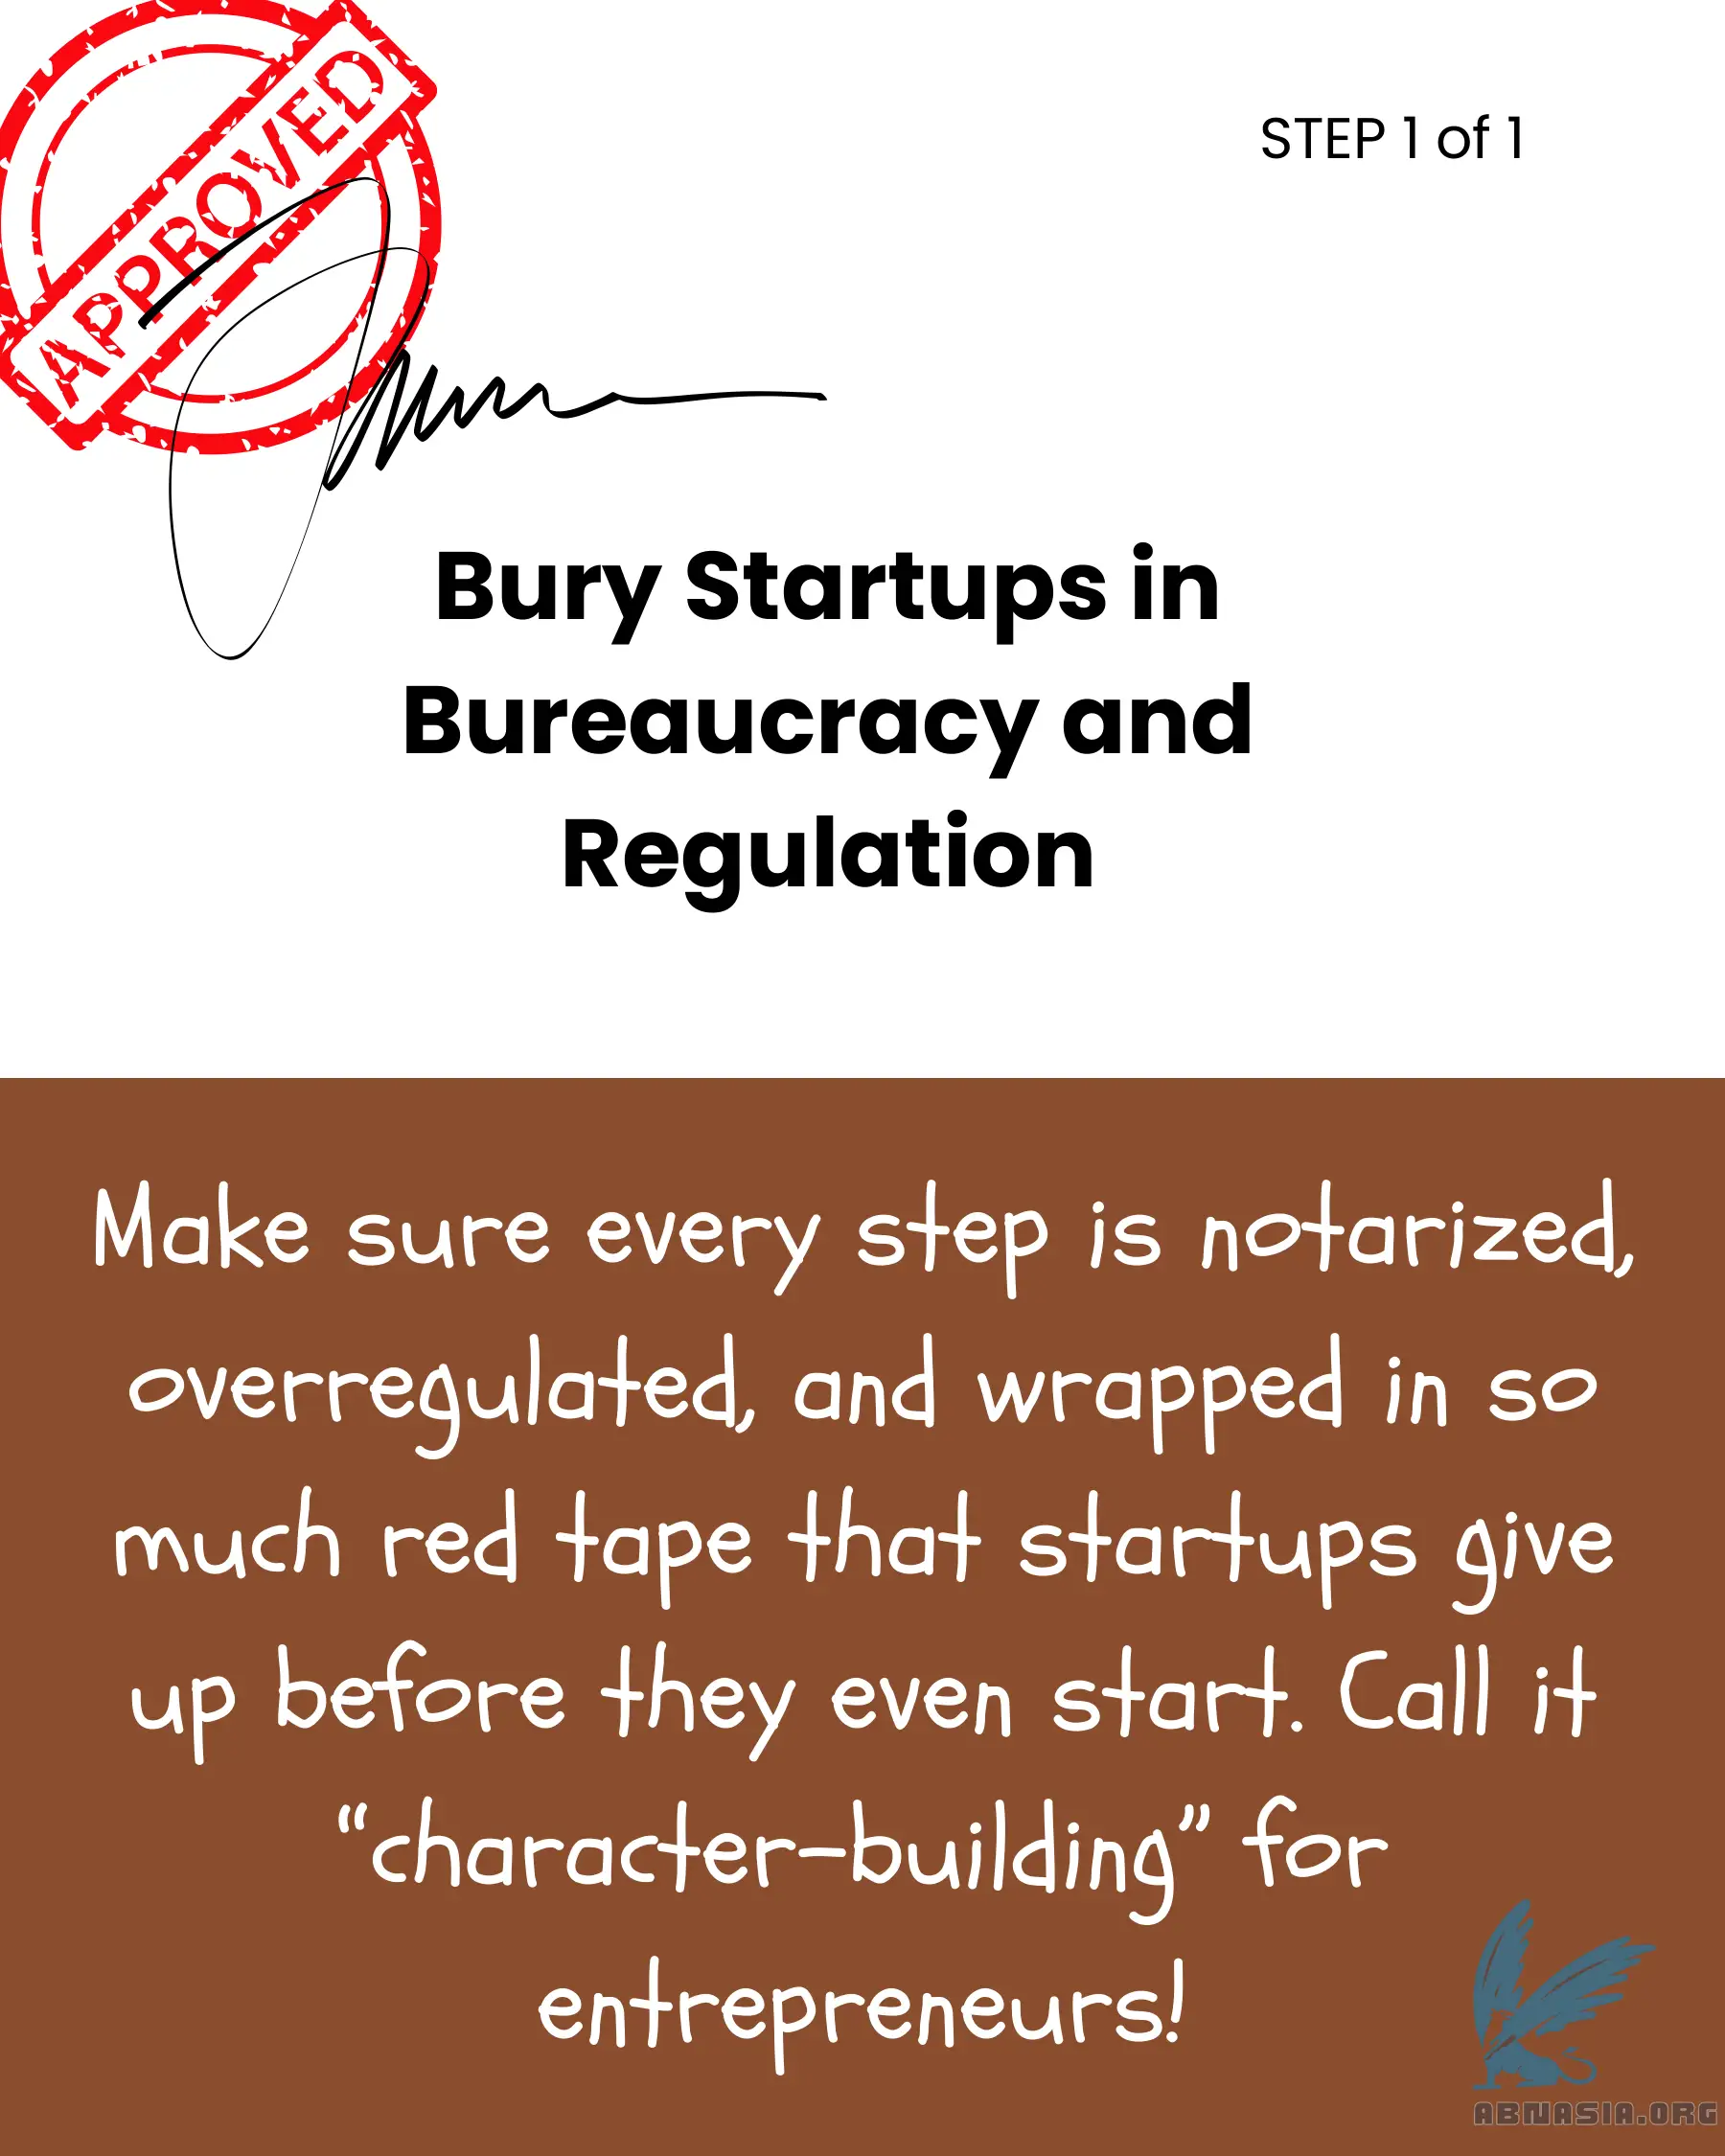 APPROVED
STEP 1 of 1
Bury Startups in
Bureaucracy and
Regulation
Make sure every step is notarized,
overregulated, and wrapped in so
much red tape that startups give
up before they even start. Call it
“character-building” for
entrepreneurs!
ABNASIA.ORG